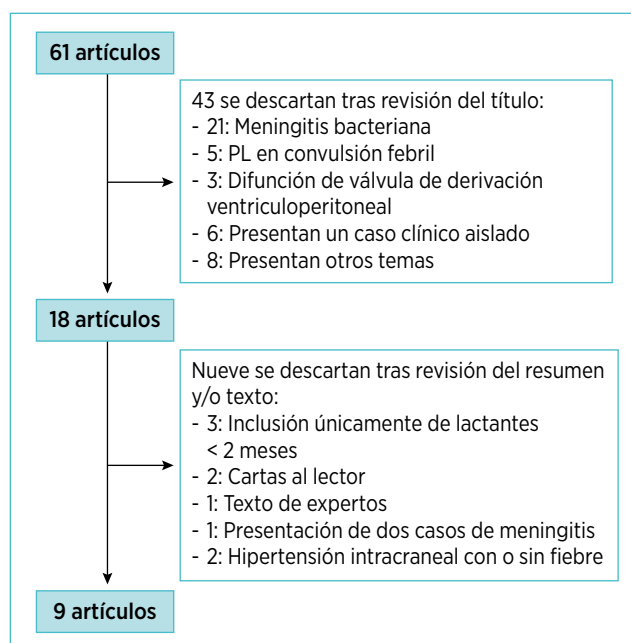 61 artículos
43 se descartan tras revisión del título:
- 21: Meningitis bacteriana
- 5: PL en convulsión febril
- 3: Difunción de válvula de derivación
ventriculoperitoneal
- 6: Presentan un caso clínico aislado
- 8: Presentan otros temas
18 artículos
Nueve se descartan tras revisión del resumen
y/o texto:
- 3: Inclusión únicamente de lactantes
< 2 meses
- 2: Cartas al lector
- 1: Texto de expertos
- 1: Presentación de dos casos de meningitis
- 2: Hipertensión intracraneal con o sin fiebre
9 artículos